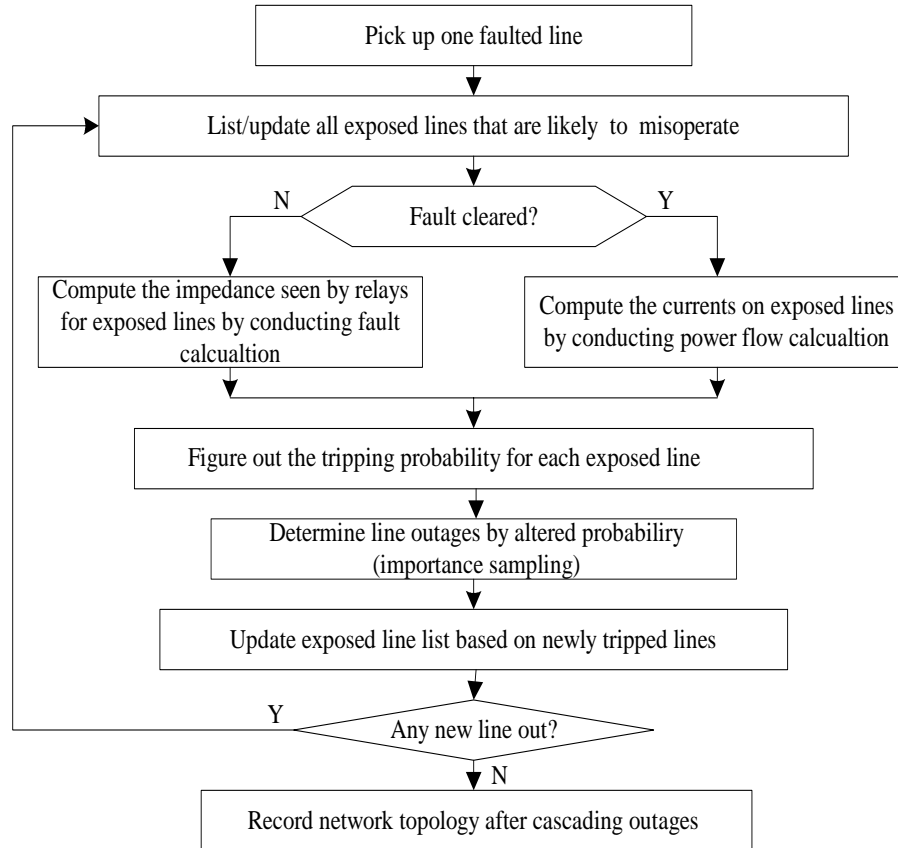 Pick up one faulted line
List/update all exposed lines that are likely to misoperate
N
Fault cleared?
Y
Compute the impedance seen by relays
for exposed lines by conducting fault
calcualtion
Compute the currents on exposed lines
by conducting power flow calcualtion
Figure out the tripping probability for each exposed line
Determine line outages by altered probabiliry
(importance sampling)
Update exposed line list based on newly tripped lines
Y
Any new line out?
N
Record network topology after cascading outages